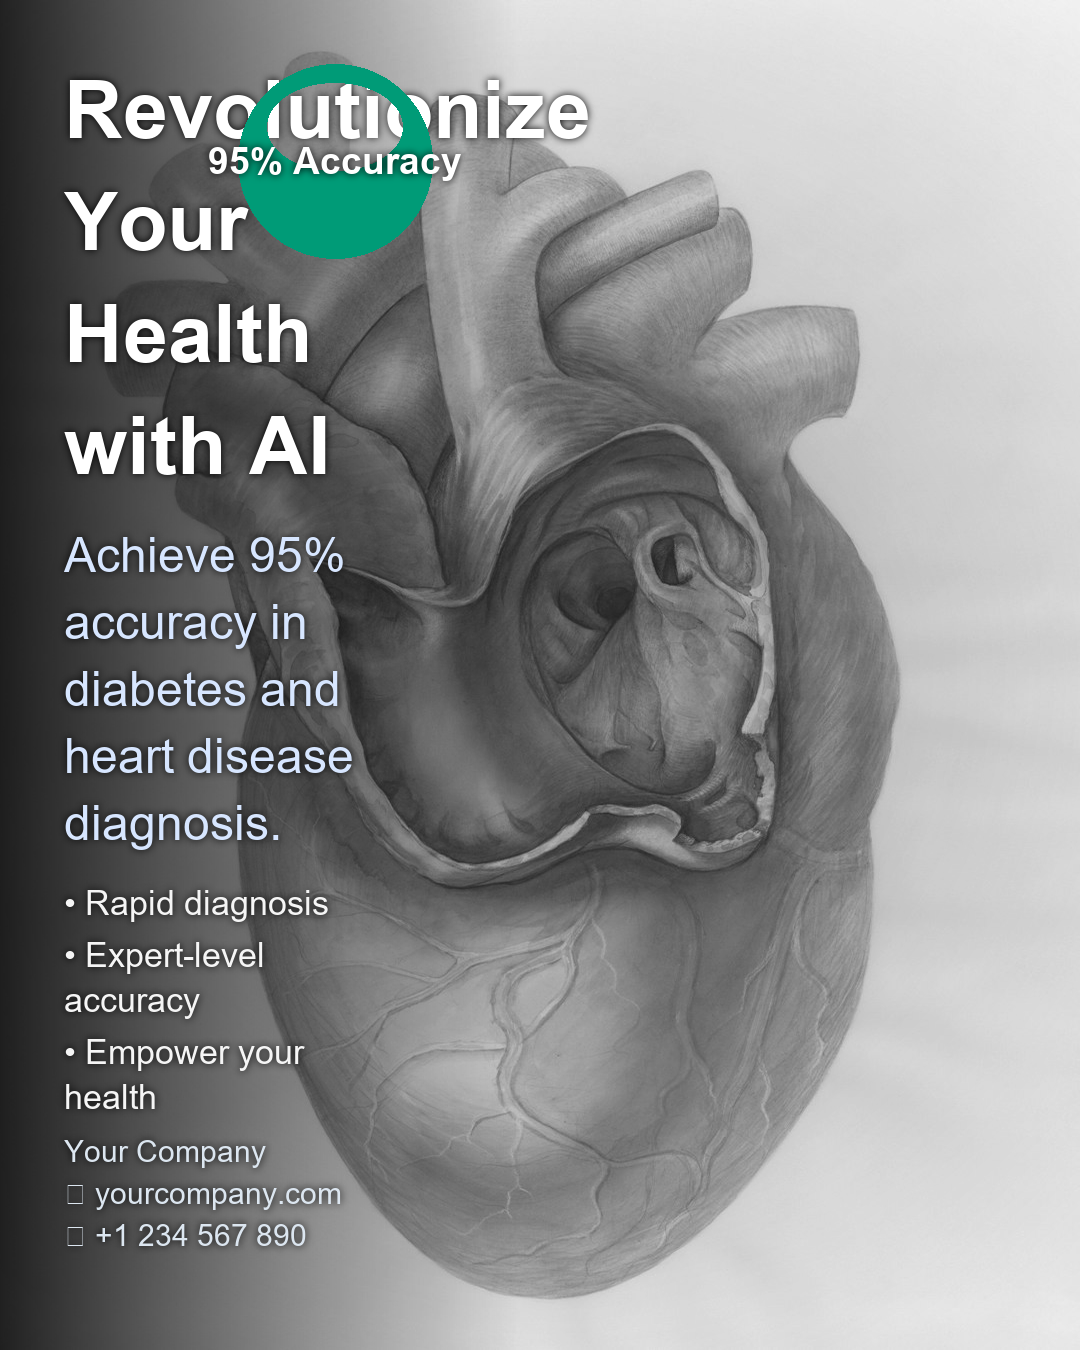 Revolutionize
95% Accuracy
Your
Health
with AI
Achieve 95%
accuracy in
diabetes and
heart disease
diagnosis.
• Rapid diagnosis
• Expert-level
accuracy
• Empower your
health
Your Company
yourcompany.com
+1 234 567 890